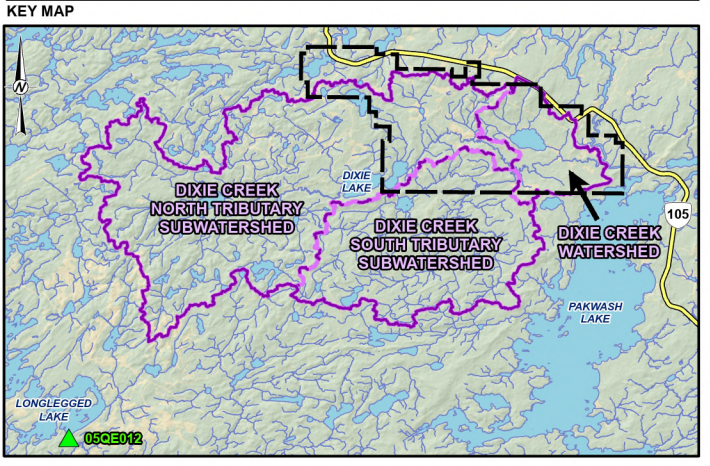 KEY MAP
N
105
DIXIE
LAKE
DIXIE CREEK
NORTH TRIBUTARY
SUBWATERSHED
DIXIE CREEK
SOUTH TRIBUTARY
SUBWATERSHED
DIXIE CREEK
WATERSHED
PAKWASH
LAKE
LONGLEGGED
LAKE
05QE012